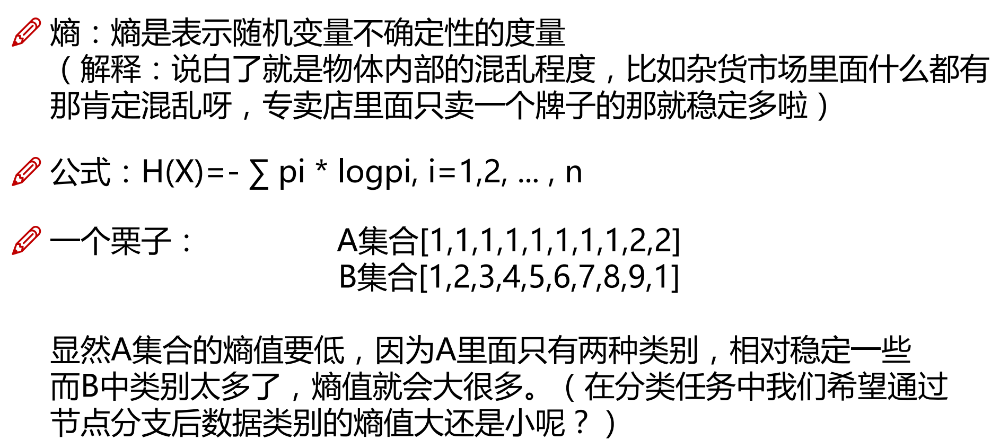 熵：熵是表示随机变量不确定性的度量
（解释：说白了就是物体内部的混乱程度，比如杂货市场里面什么都有
那肯定混乱呀，专卖店里面只卖一个牌子的那就稳定多啦）
公式：H(X)=- ∑ pi * logpi, i=1,2, ... , n
一个栗子：
A集合[1,1,1,1,1,1,1,1,2,2]
B集合[1,2,3,4,5,6,7,8,9,1]
显然A集合的熵值要低，因为A里面只有两种类别，相对稳定一些
而B中类别太多了，熵值就会大很多。（在分类任务中我们希望通过
节点分支后数据类别的熵值大还是小呢？）